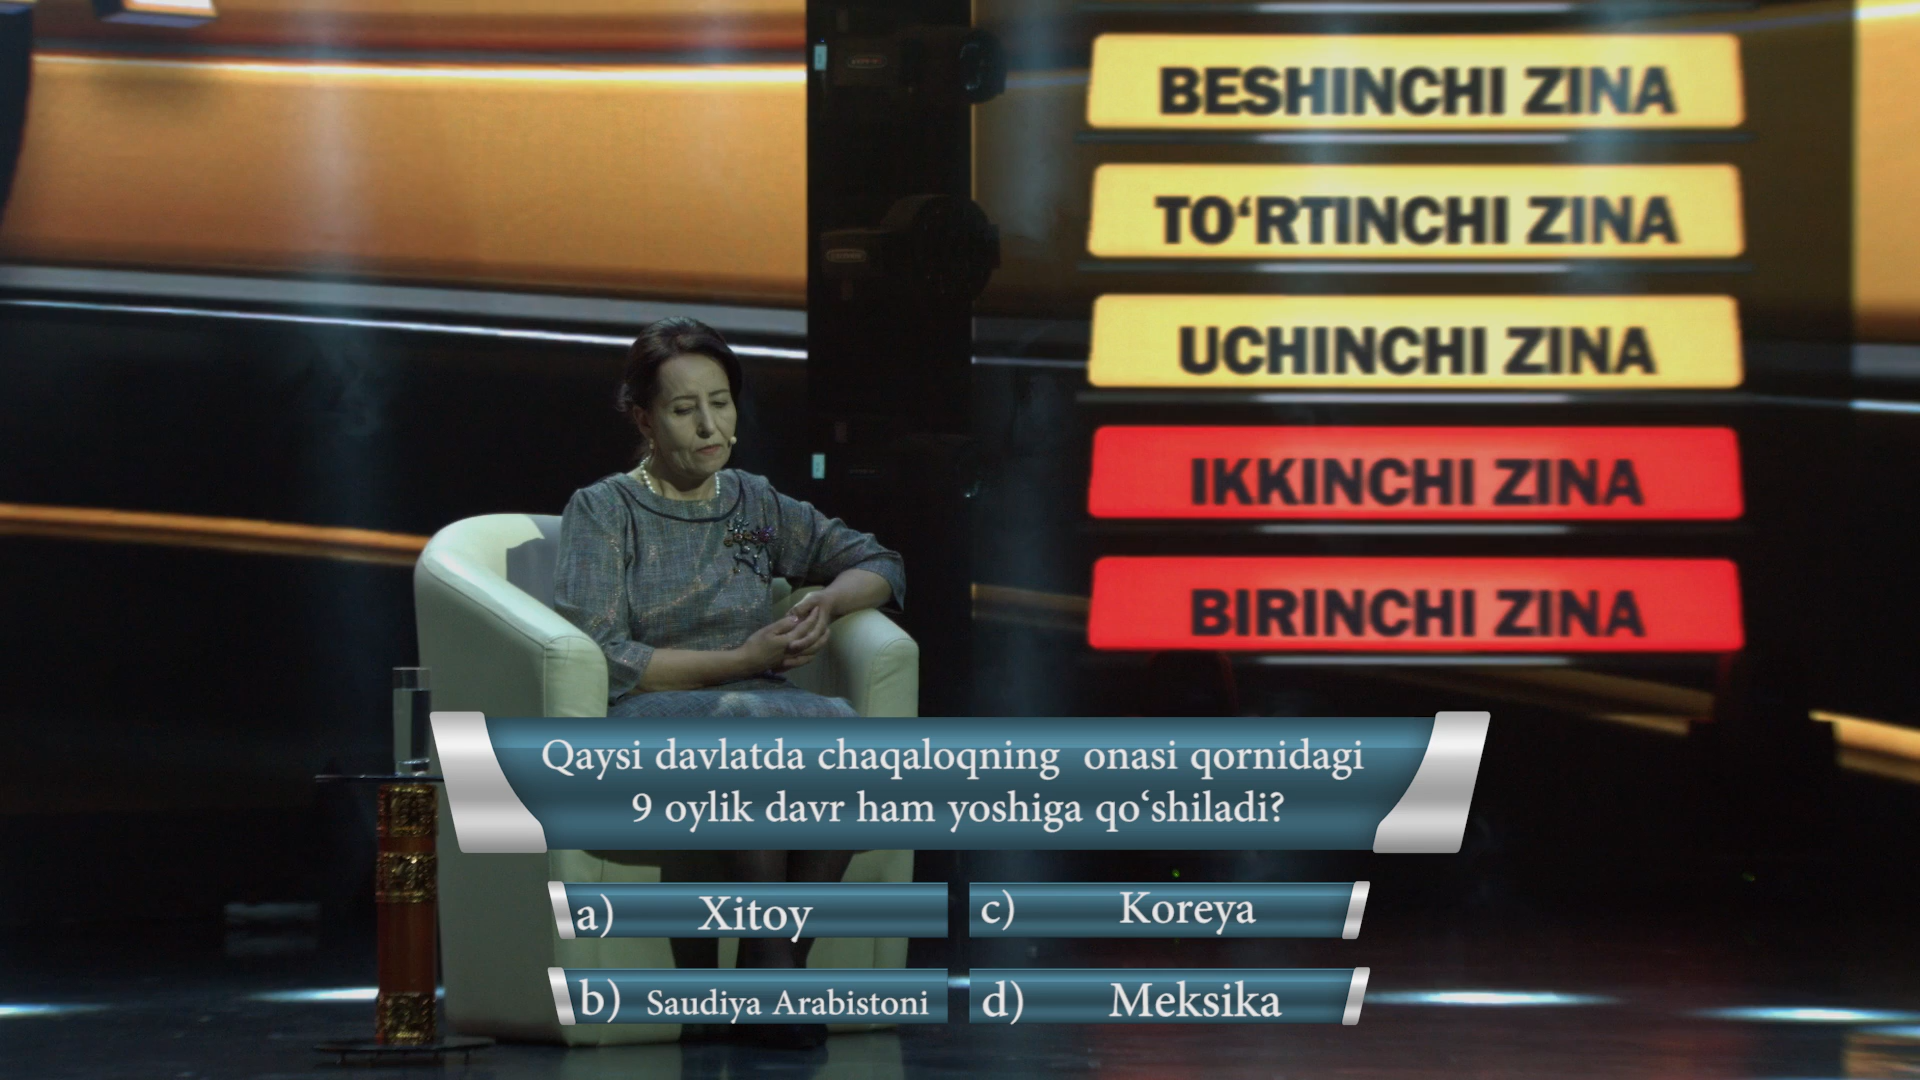 BESHINCHI ZINA
TO‘RTINCHI ZINA
UCHINCHI ZINA
IKKINCHI ZINA
BIRINCHI ZINA
Qaysi davlatda chaqaloqning onasi qornidagi
9 oylik davr ham yoshiga qo‘shiladi?
a) Xitoy
c) Koreya
b) Saudiya Arabistoni
d) Meksika